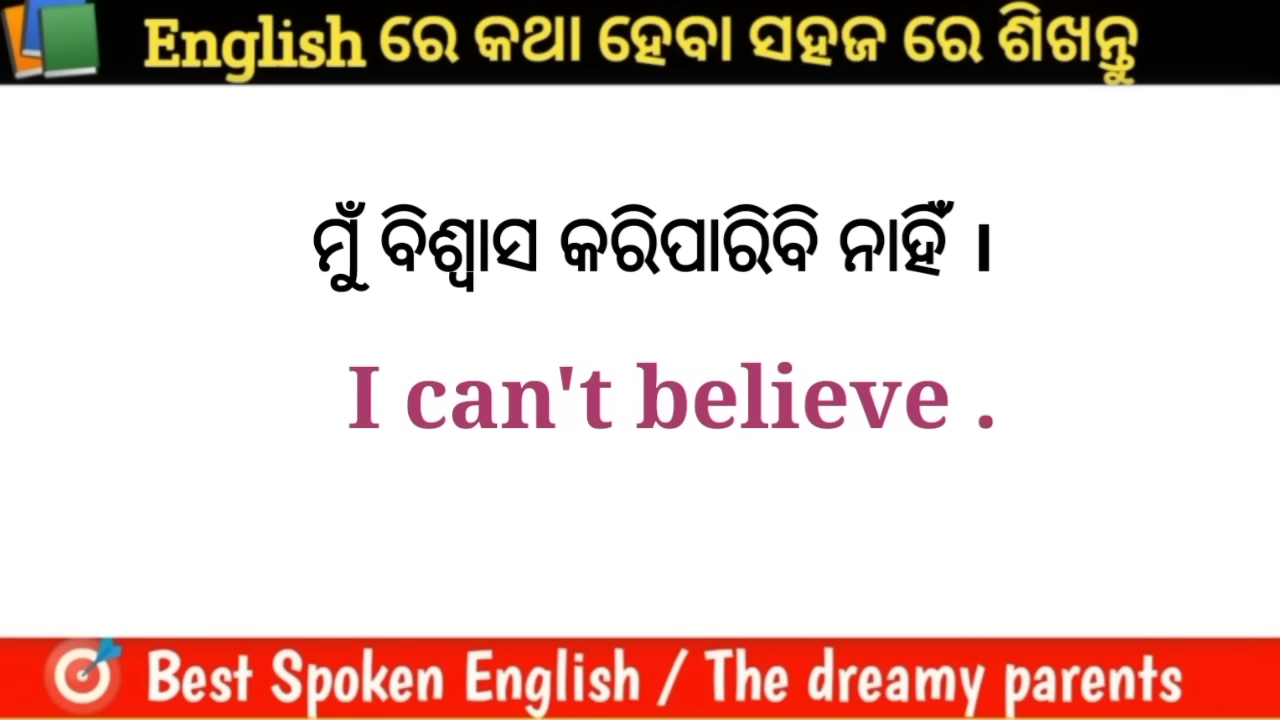 English ରେ କଥା ହେବା ସହଜ ରେ ଶିଖନ୍ତୁ
ମୁଁ ବିଶ୍ୱାସ କରିପାରିବି ନାହିଁ ।
I can't believe .
Best Spoken English / The dreamy parents